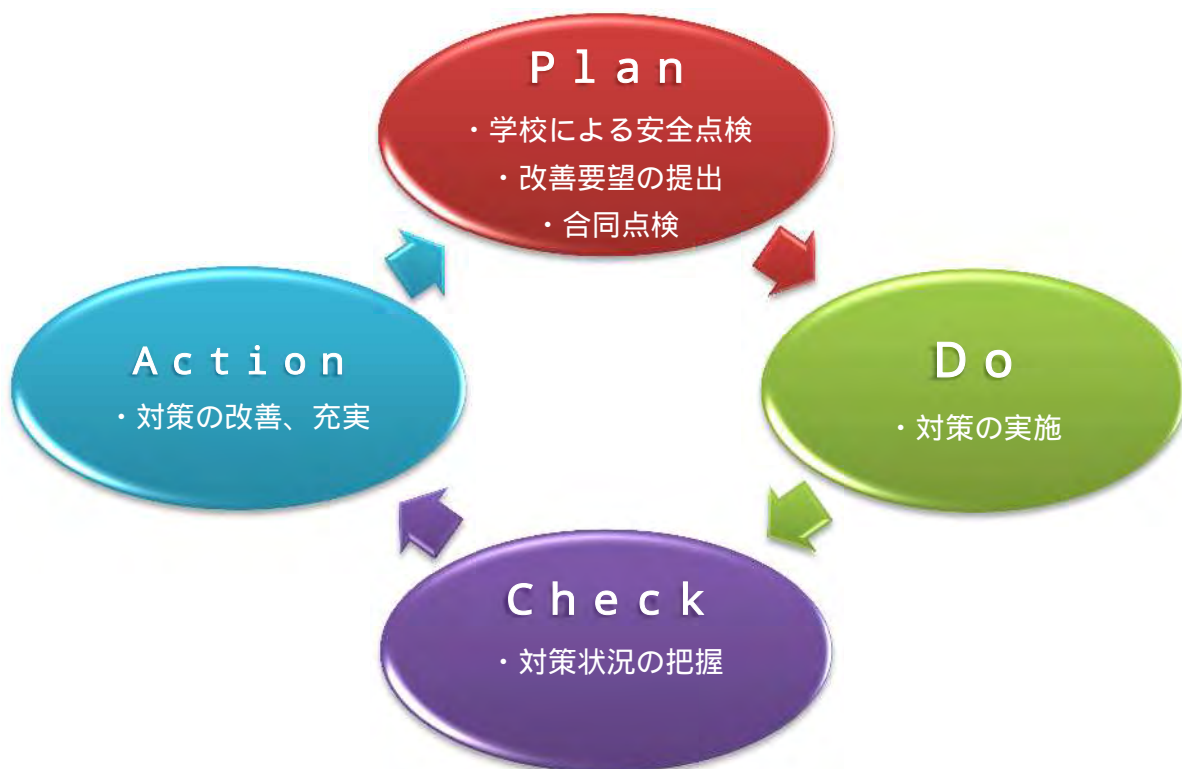 Plan
・学校による安全点検
・改善要望の提出
・合同点検
Do
・対策の実施
Check
・対策状況の把握
Action
・対策の改善、充実